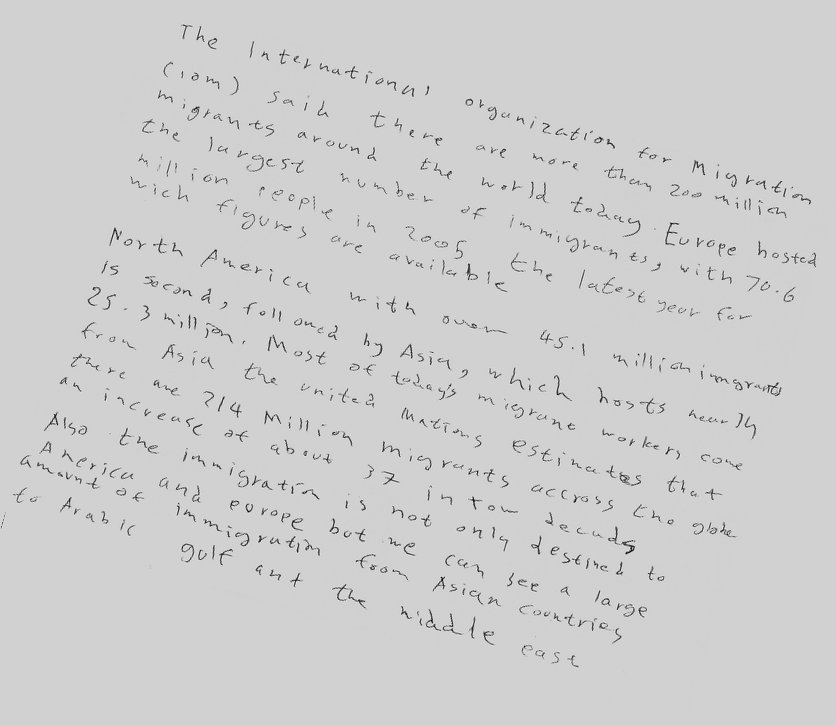 The International organization for Migration
(iom) said there are more than 200 million
migrants around the world today. Europe hosted
the largest number of immigrants, with 70.6
million people in 2005 the latest year for
wich figures are available
North America with over 45.1 million immigrants
is second, followed by Asia, which hosts nearly
25.3 million. Most of today's migrant workers come
from Asia the united Nations estimates that
there are 214 Million migrants accross the globe
an increase of about 37 in tow decuds
Also the immigration is not only destined to
America and europe but we can see a large
amount of immigration from Asian countries
to Arabic gulf ant the middle east